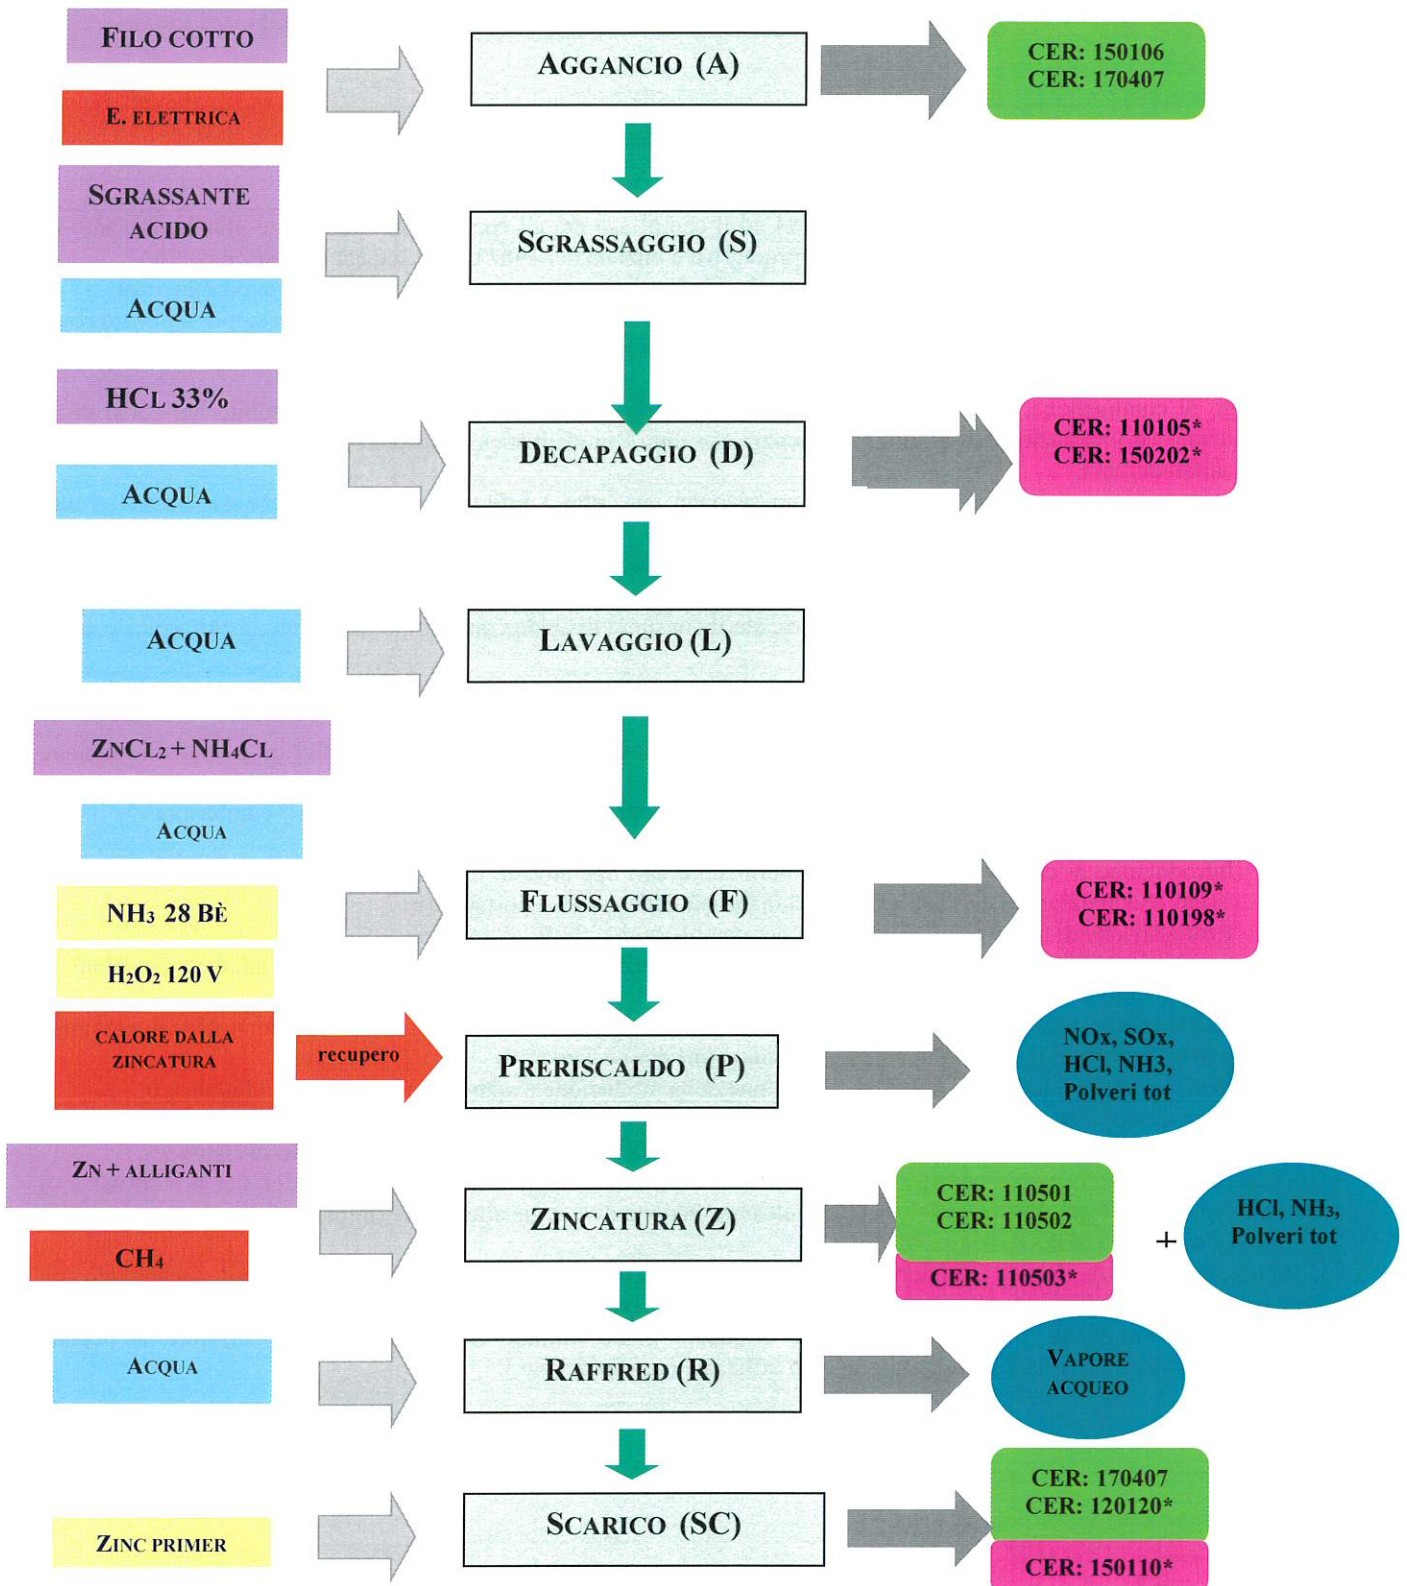 FILO COTTO
E. ELETTRICA
AGGANCIO (A)
CER: 150106
CER: 170407
SGRASSANTE
ACIDO
ACQUA
SGRASSAGGIO (S)
HCL 33%
ACQUA
DECAPAGGIO (D)
CER: 110105*
CER: 150202*
ACQUA
LAVAGGIO (L)
ZNCL2 + NH4CL
ACQUA
NH3 28 BÈ
H2O2 120 V
FLUSSAGGIO (F)
CER: 110109*
CER: 110198*
CALORE DALLA
ZINCATURA
recupero
PRERISCALDO (P)
NOx, SOx,
HCl, NH3,
Polveri tot
ZN + ALLIGANTI
CH4
ZINCATURA (Z)
CER: 110501
CER: 110502
CER: 110503*
+
HCl, NH3,
Polveri tot
ACQUA
RAFFRED (R)
VAPORE
ACQUEO
ZINC PRIMER
SCARICO (SC)
CER: 170407
CER: 120120*
CER: 150110*